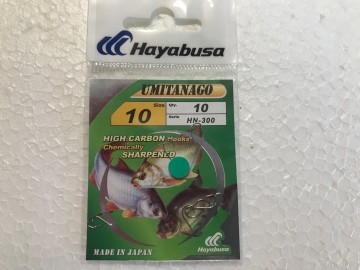 Hayabusa
UMITANAGO
10 Size Qty. 10
Serie HN-300
HIGH CARBON Hooks
Chemically
SHARPENED
MADE IN JAPAN
Hayabusa